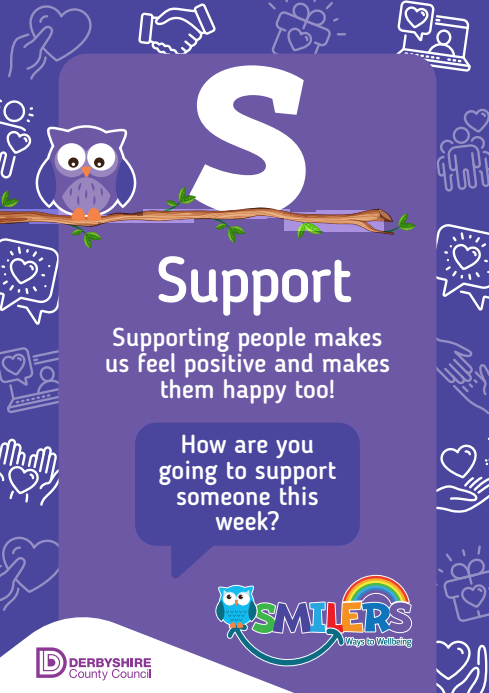 S
Support
Supporting people makes
us feel positive and makes
them happy too!
How are you
going to support
someone this
week?
SMILERS
Ways to Wellbeing
DERBYSHIRE
County Council